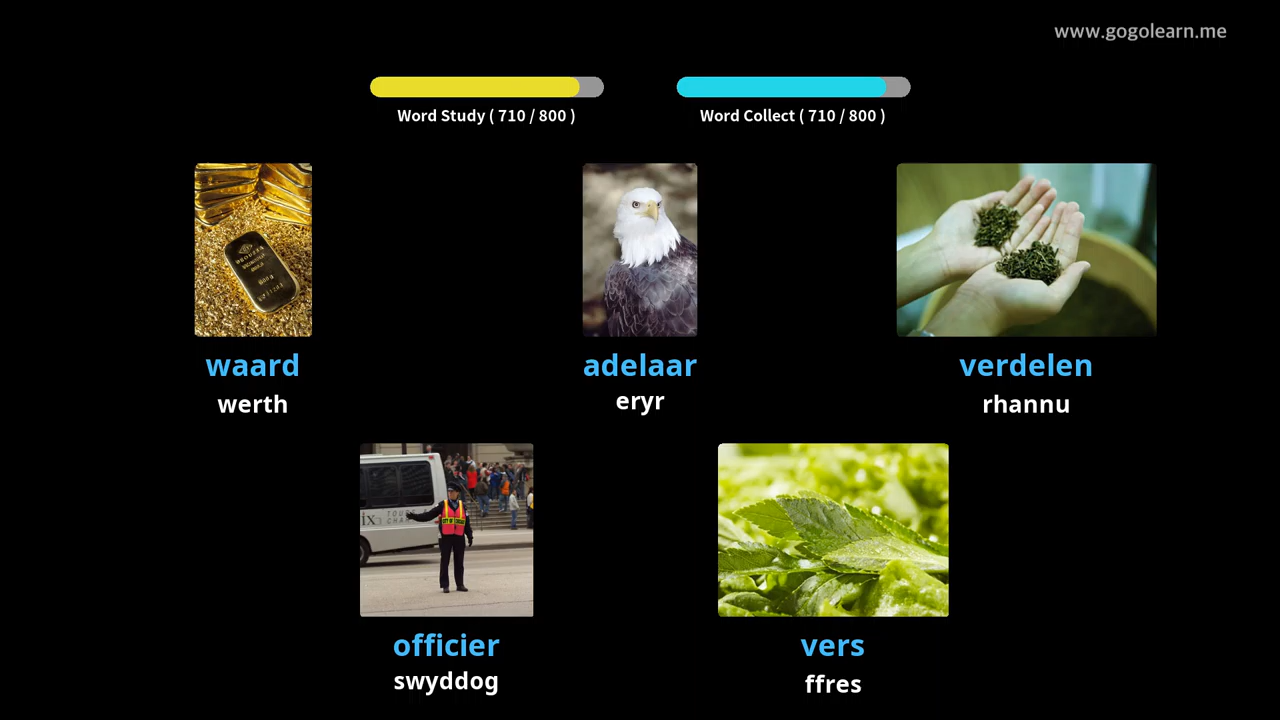 www.gogolearn.me
Word Study ( 710 / 800 )
Word Collect ( 710 / 800 )
waard
adelaar
verdelen
werth
eryr
rhannu
officier
vers
swyddog
ffres